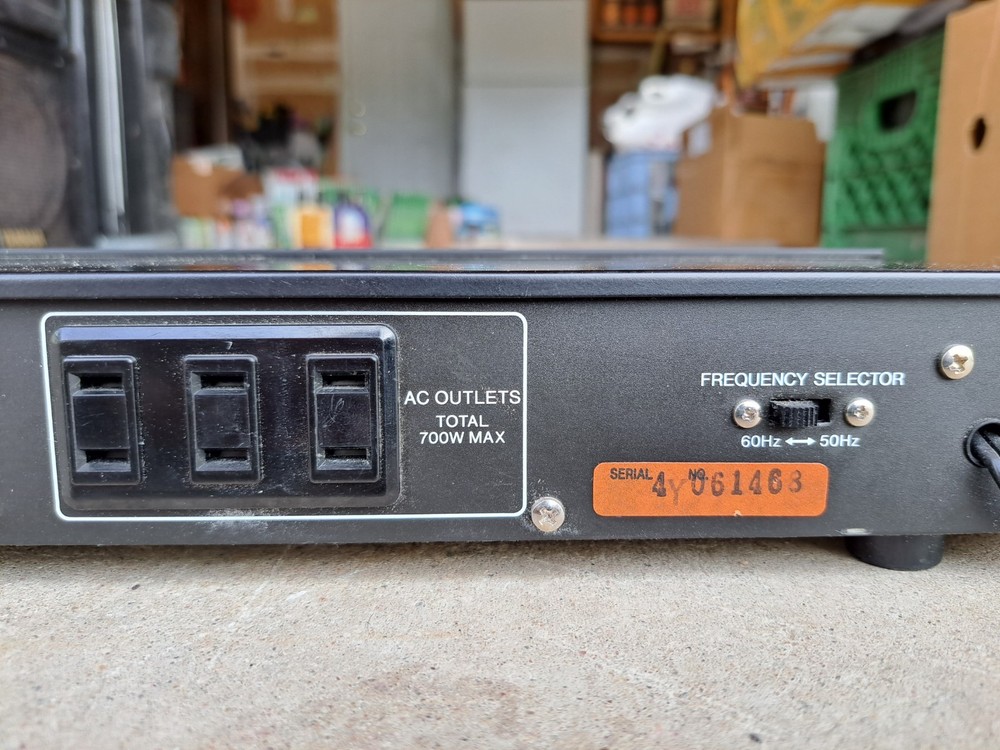 AC OUTLETS
TOTAL
700W MAX
FREQUENCY SELECTOR
60Hz ↔ 50Hz
SERIAL NO.
4Y061463